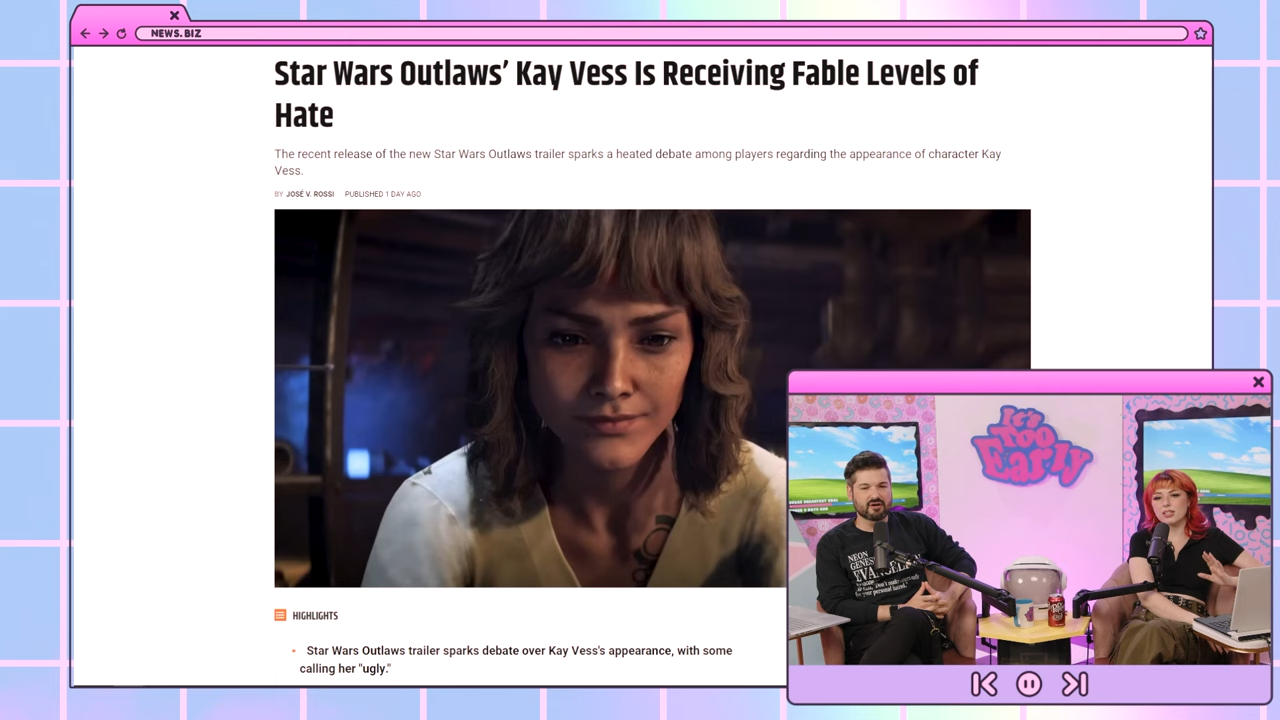 NEWS.BIZ
Star Wars Outlaws’ Kay Vess Is Receiving Fable Levels of
Hate
The recent release of the new Star Wars Outlaws trailer sparks a heated debate among players regarding the appearance of character Kay
Vess.
BY JOSÉ V. ROSSI PUBLISHED 1 DAY AGO
HIGHLIGHTS
• Star Wars Outlaws trailer sparks debate over Kay Vess's appearance, with some
calling her "ugly."
It's
Too
Early
NEON
GENESIS
EVANGELION